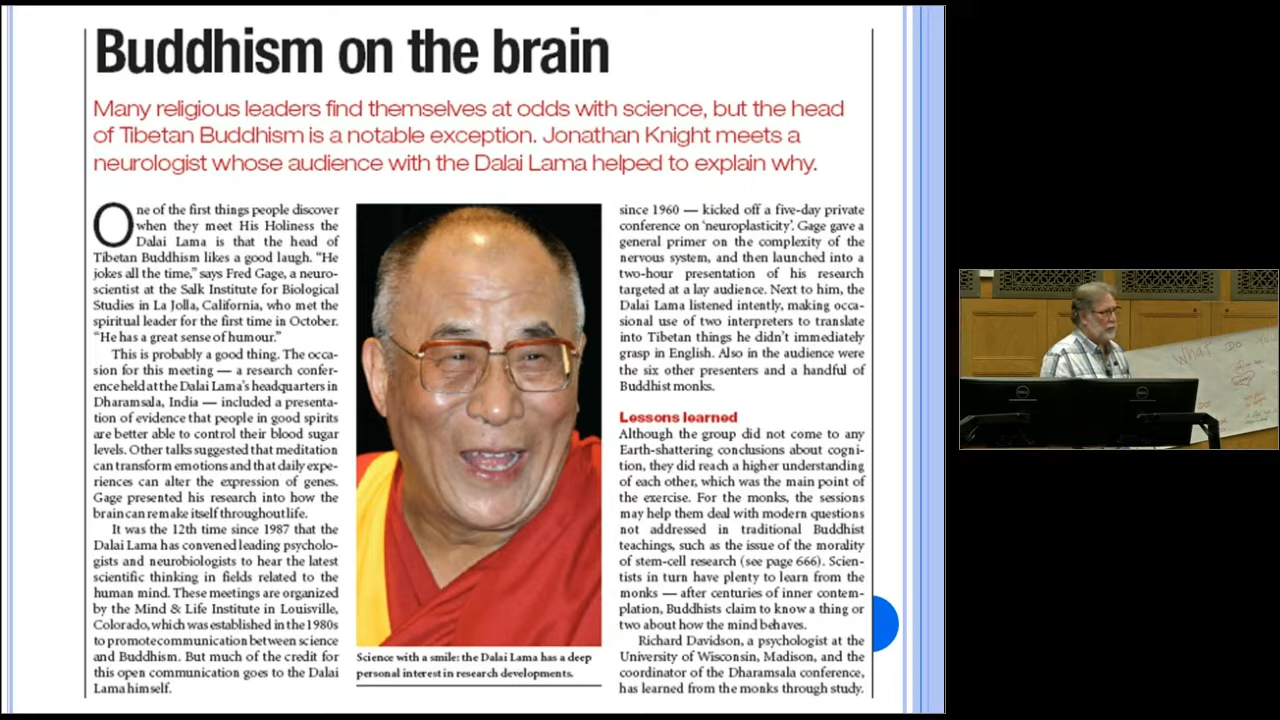 Buddhism on the brain
Many religious leaders find themselves at odds with science, but the head
of Tibetan Buddhism is a notable exception. Jonathan Knight meets a
neurologist whose audience with the Dalai Lama helped to explain why.
One of the first things people discover
when they meet His Holiness the
Dalai Lama is that the head of
Tibetan Buddhism likes a good laugh. “He
jokes all the time,” says Fred Gage, a neuro-
scientist at the Salk Institute for Biological
Studies in La Jolla, California, who met the
spiritual leader for the first time in October.
“He has a great sense of humour.”
This is probably a good thing. The occa-
sion for this meeting — a research confer-
ence held at the Dalai Lama’s headquarters in
Dharamsala, India — included a presenta-
tion of evidence that people in good spirits
are better able to control their blood sugar
levels. Other talks suggested that meditation
can transform emotions and that daily expe-
riences can alter the expression of genes.
Gage presented his research into how the
brain can remake itself throughout life.
It was the 12th time since 1987 that the
Dalai Lama has convened leading psycholo-
gists and neurobiologists to hear the latest
scientific thinking in fields related to the
human mind. These meetings are organized
by the Mind & Life Institute in Louisville,
Colorado, which was established in the 1980s
to promote communication between science
and Buddhism. But much of the credit for
this open communication goes to the Dalai
Lama himself.
Science with a smile: the Dalai Lama has a deep
personal interest in research developments.
since 1960 — kicked off a five-day private
conference on ‘neuroplasticity’. Gage gave a
general primer on the complexity of the
nervous system, and then launched into a
two-hour presentation of his research
targeted at a lay audience. Next to him, the
Dalai Lama listened intently, making occa-
sional use of two interpreters to translate
into Tibetan things he didn’t immediately
grasp in English. Also in the audience were
the six other presenters and a handful of
Buddhist monks.
Lessons learned
Although the group did not come to any
Earth-shattering conclusions about cogni-
tion, they did reach a higher understanding
of each other, which was the main point of
the exercise. For the monks, the sessions
may help them deal with modern questions
not addressed in traditional Buddhist
teachings, such as the issue of the morality
of stem-cell research (see page 666). Scien-
tists in turn have plenty to learn from the
monks — after centuries of inner contem-
plation, Buddhists claim to know a thing or
two about how the mind behaves.
Richard Davidson, a psychologist at the
University of Wisconsin, Madison, and the
coordinator of the Dharamsala conference,
has learned from the monks through study.
What Do You
DELL
DELL